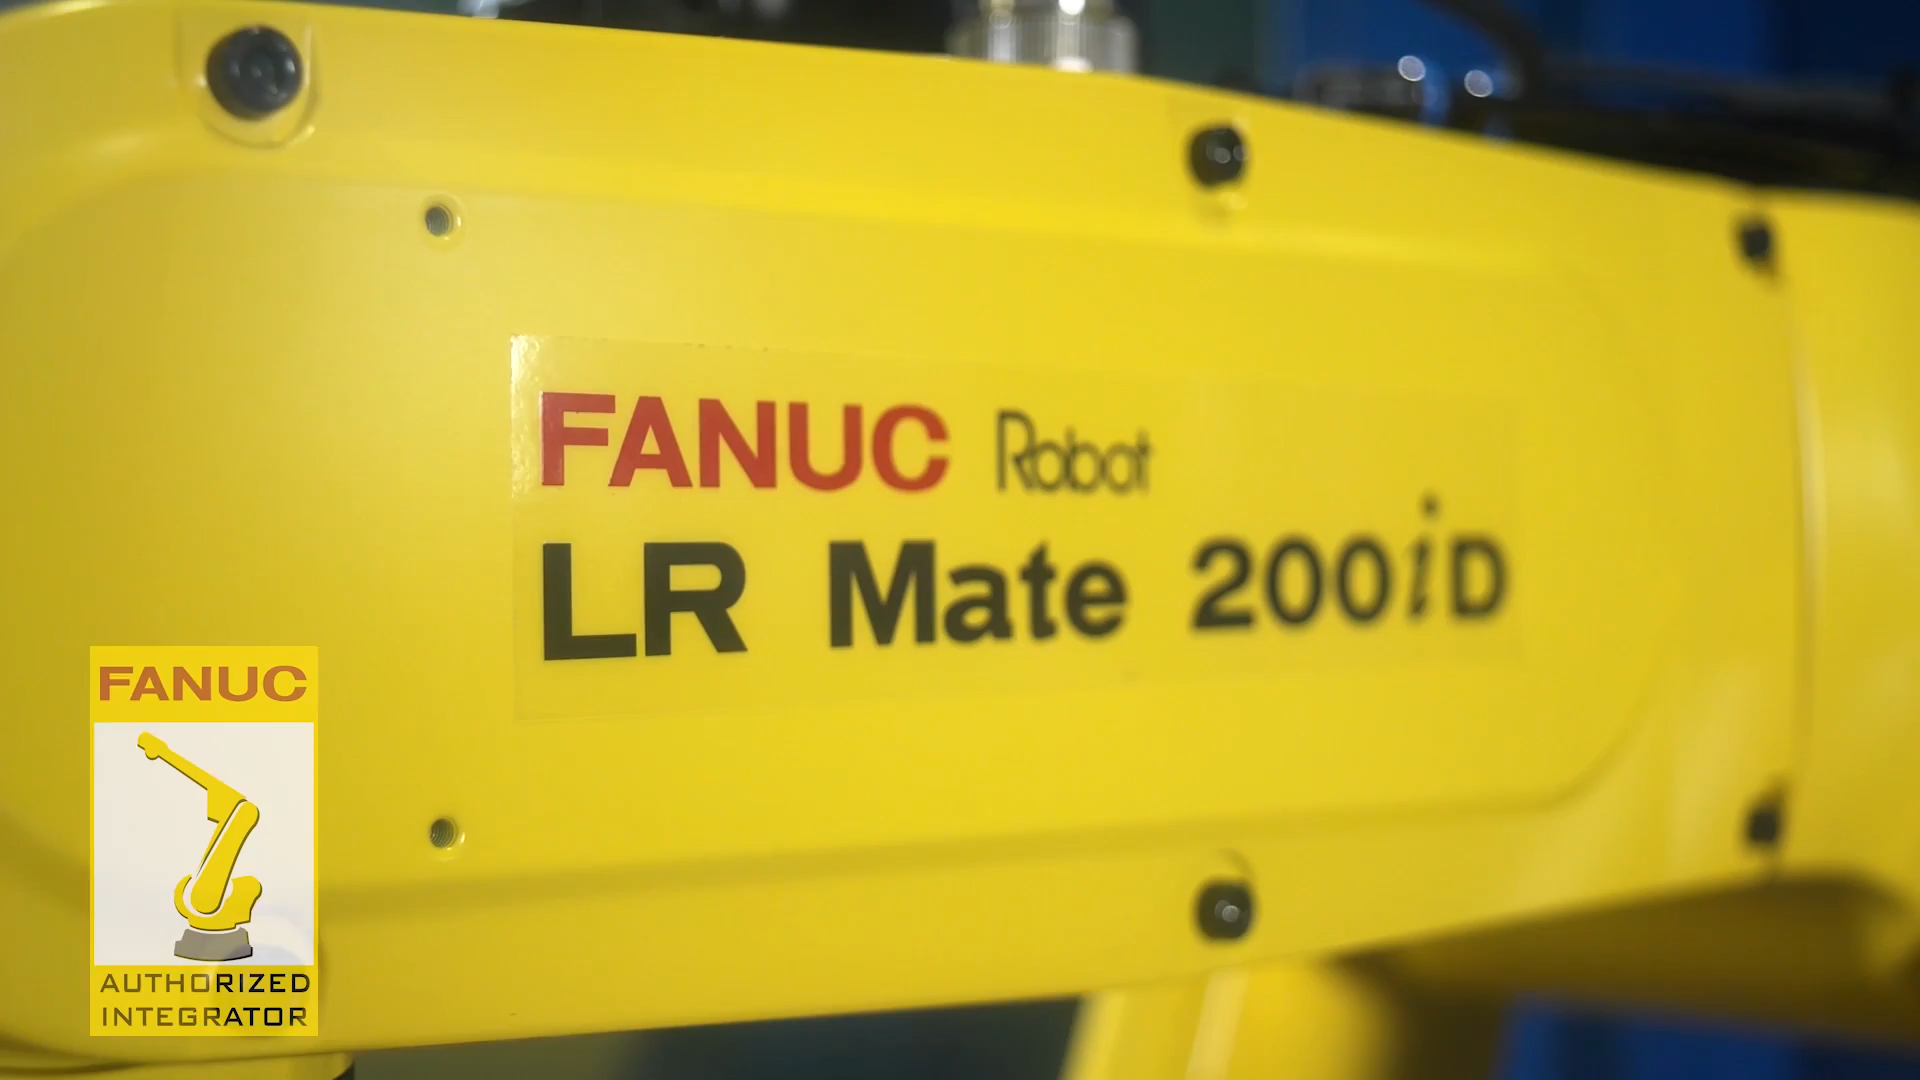 FANUC Robot
LR Mate 200iD
FANUC
AUTHORIZED
INTEGRATOR